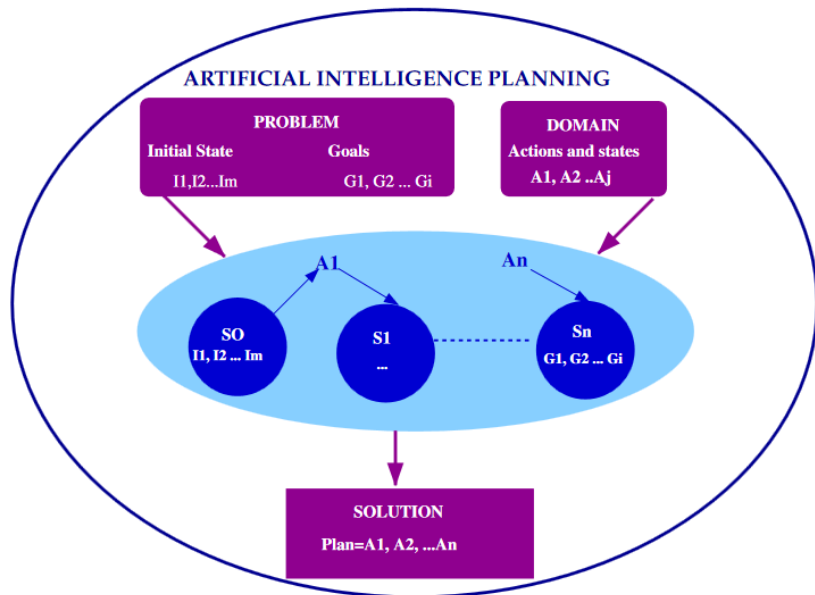 ARTIFICIAL INTELLIGENCE PLANNING
PROBLEM
Initial State Goals
I1,I2...Im G1, G2 ... Gi
DOMAIN
Actions and states
A1, A2 ..Aj
A1
An
SO
I1, I2 ... Im
S1
...
Sn
G1, G2 ... Gi
SOLUTION
Plan=A1, A2, ...An